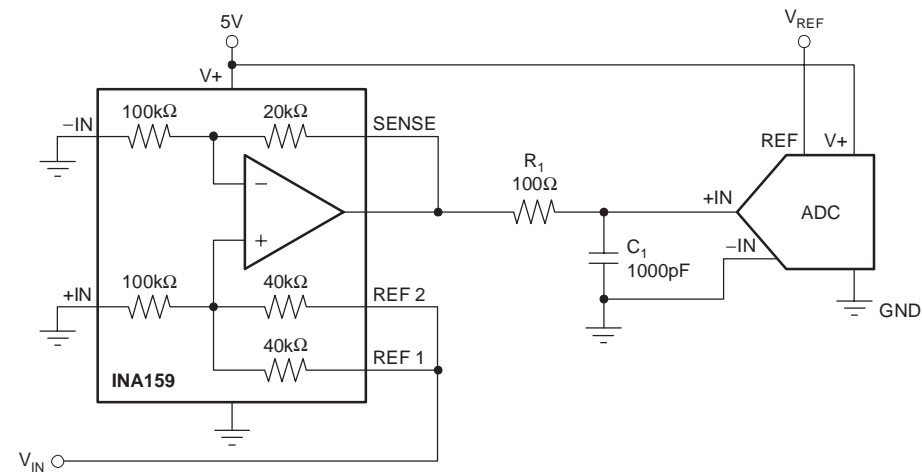 5V
V_REF
V+
100kΩ
20kΩ
−IN
SENSE
−
+
R_1
100Ω
REF
V+
+IN
ADC
−IN
C_1
1000pF
100kΩ
40kΩ
+IN
REF 2
GND
40kΩ
REF 1
INA159
V_IN